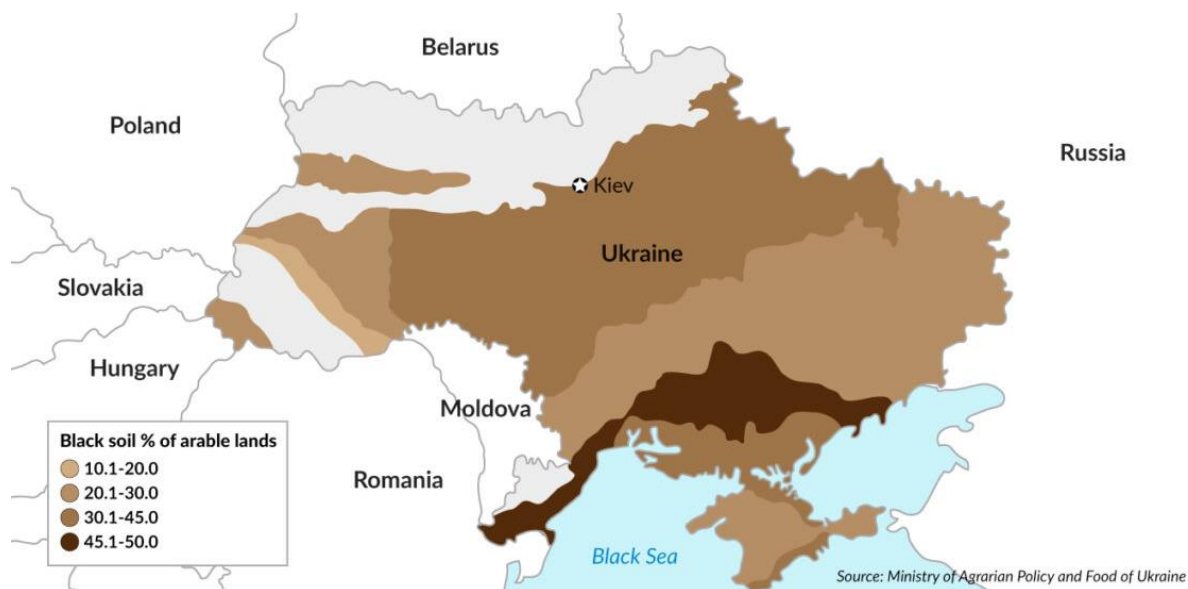 Belarus
Poland
Russia
Kiev
Ukraine
Slovakia
Hungary
Moldova
Romania
Black soil % of arable lands
10.1-20.0
20.1-30.0
30.1-45.0
45.1-50.0
Black Sea
Source: Ministry of Agrarian Policy and Food of Ukraine